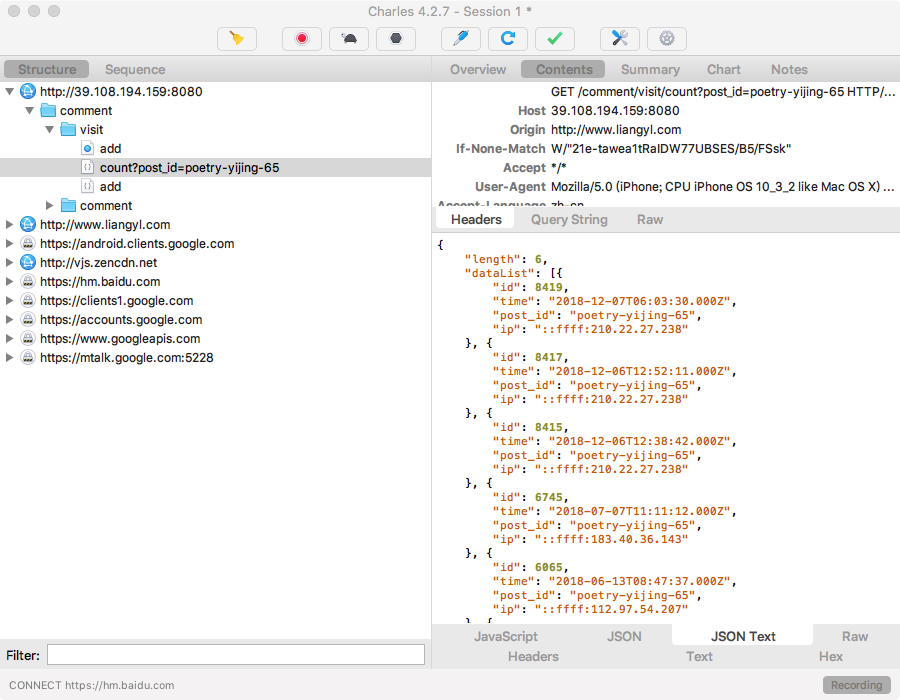 Charles 4.2.7 - Session 1 *
Structure Sequence
http://39.108.194.159:8080
comment
visit
add
count?post_id=poetry-yijing-65
add
comment
http://www.liangyl.com
https://android.clients.google.com
http://vjs.zencdn.net
https://hm.baidu.com
https://clients1.google.com
https://accounts.google.com
https://www.googleapis.com
https://mtalk.google.com:5228
Filter:
Overview Contents Summary Chart Notes
GET /comment/visit/count?post_id=poetry-yijing-65 HTTP/...
Host 39.108.194.159:8080
Origin http://www.liangyl.com
If-None-Match W/"21e-tawea1tRaIDW77UBSES/B5/FSsk"
Accept */*
User-Agent Mozilla/5.0 (iPhone; CPU iPhone OS 10_3_2 like Mac OS X) ...
Accept-Language zh-cn
Headers Query String Raw
{
"length": 6,
"dataList": [{
"id": 8419,
"time": "2018-12-07T06:03:30.000Z",
"post_id": "poetry-yijing-65",
"ip": "::ffff:210.22.27.238"
}, {
"id": 8417,
"time": "2018-12-06T12:52:11.000Z",
"post_id": "poetry-yijing-65",
"ip": "::ffff:210.22.27.238"
}, {
"id": 8415,
"time": "2018-12-06T12:38:42.000Z",
"post_id": "poetry-yijing-65",
"ip": "::ffff:210.22.27.238"
}, {
"id": 6745,
"time": "2018-07-07T11:11:12.000Z",
"post_id": "poetry-yijing-65",
"ip": "::ffff:183.40.36.143"
}, {
"id": 6065,
"time": "2018-06-13T08:47:37.000Z",
"post_id": "poetry-yijing-65",
"ip": "::ffff:112.97.54.207"
}, {
JavaScript JSON JSON Text Raw
Headers Text Hex
CONNECT https://hm.baidu.com
Recording